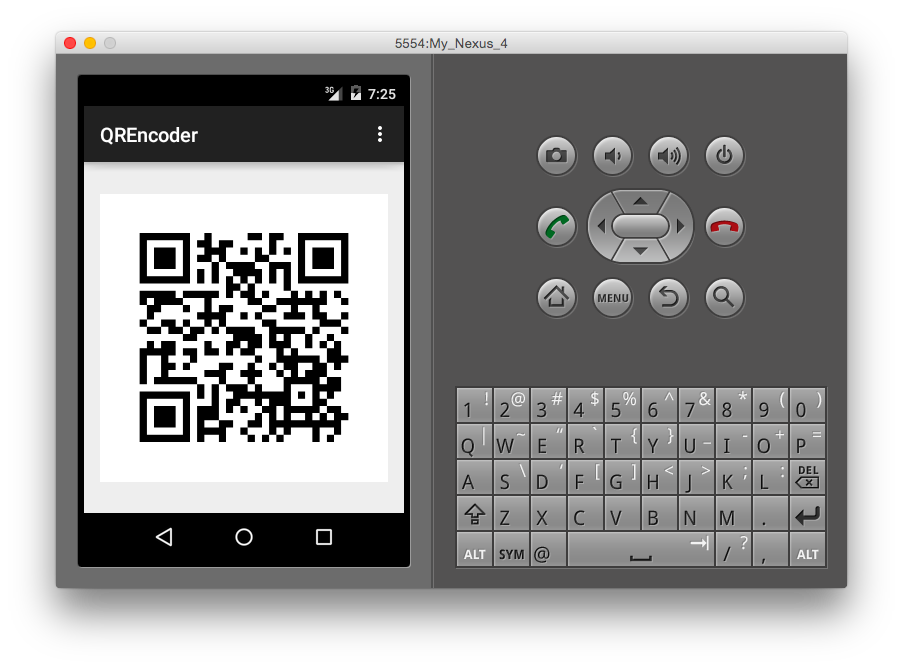 5554:My_Nexus_4
3G 7:25
QREncoder
MENU
1 ! 2 @ 3 # 4 $ 5 % 6 ^ 7 & 8 * 9 ( 0 )
Q | W ~ E “ R ` T { Y } U _ I - O + P =
A S \ D ‘ F [ G ] H < J > K ; L : DEL
Z X C V B N M .
ALT SYM @ / ? , ALT